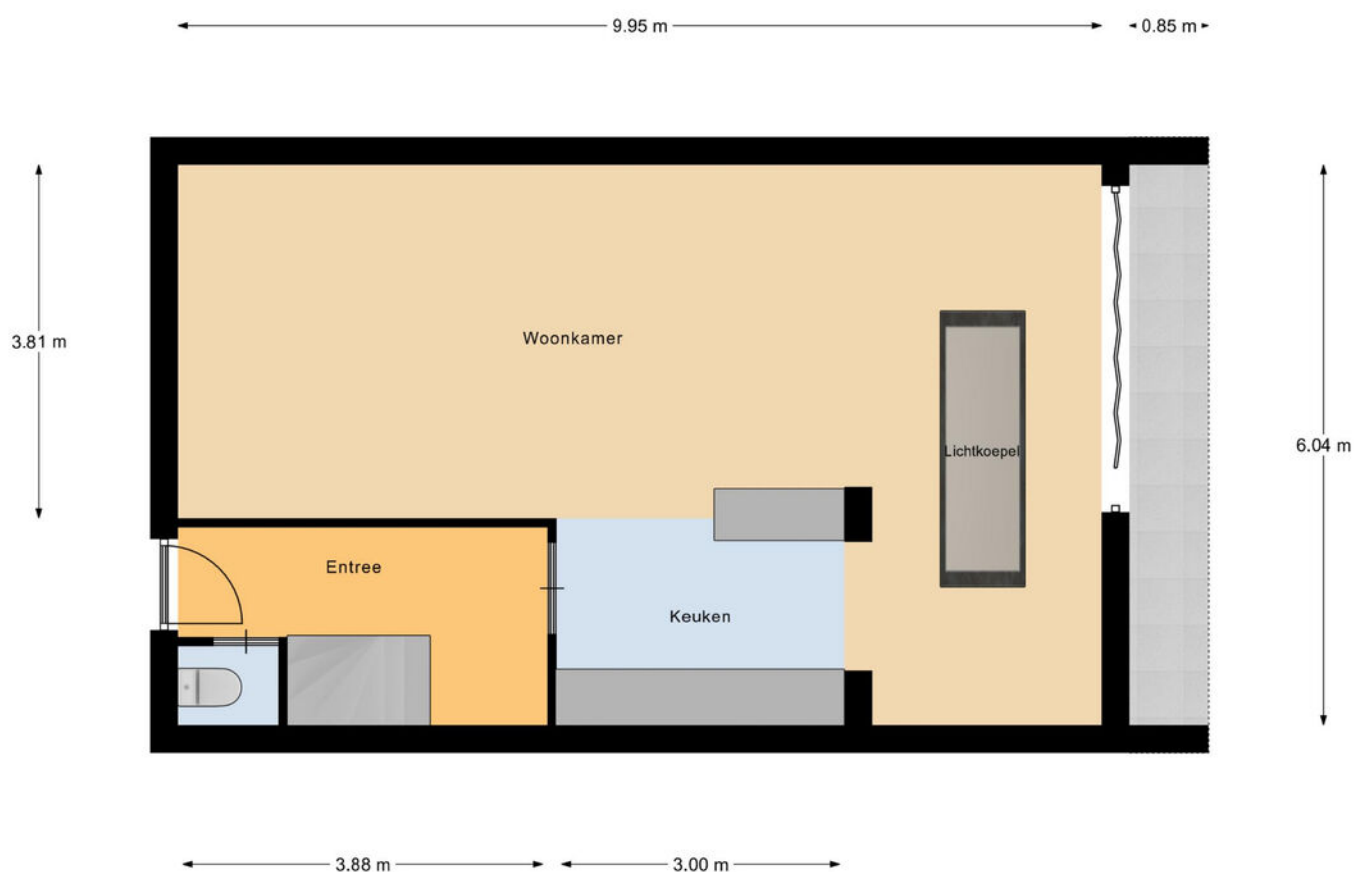 9.95 m
0.85 m
3.81 m
Woonkamer
Lichtkoepel
6.04 m
Entree
Keuken
3.88 m
3.00 m